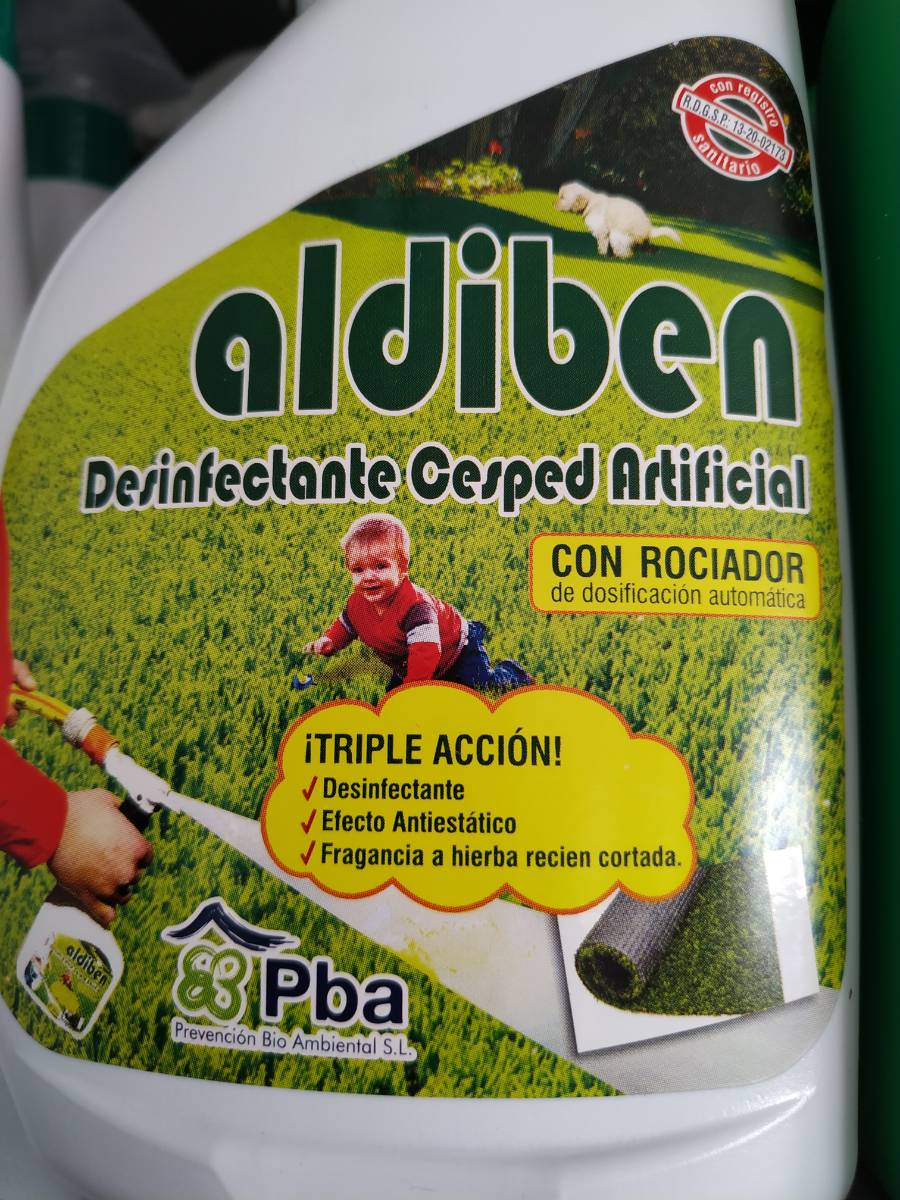 con registro
R.D.G.S.P.: 13-20-02173
sanitario
aldiben
Desinfectante Cesped Artificial
CON ROCIADOR
de dosificación automática
¡TRIPLE ACCIÓN!
✓ Desinfectante
✓ Efecto Antiestático
✓ Fragancia a hierba recien cortada.
aldiben
Pba
Prevención Bio Ambiental S.L.